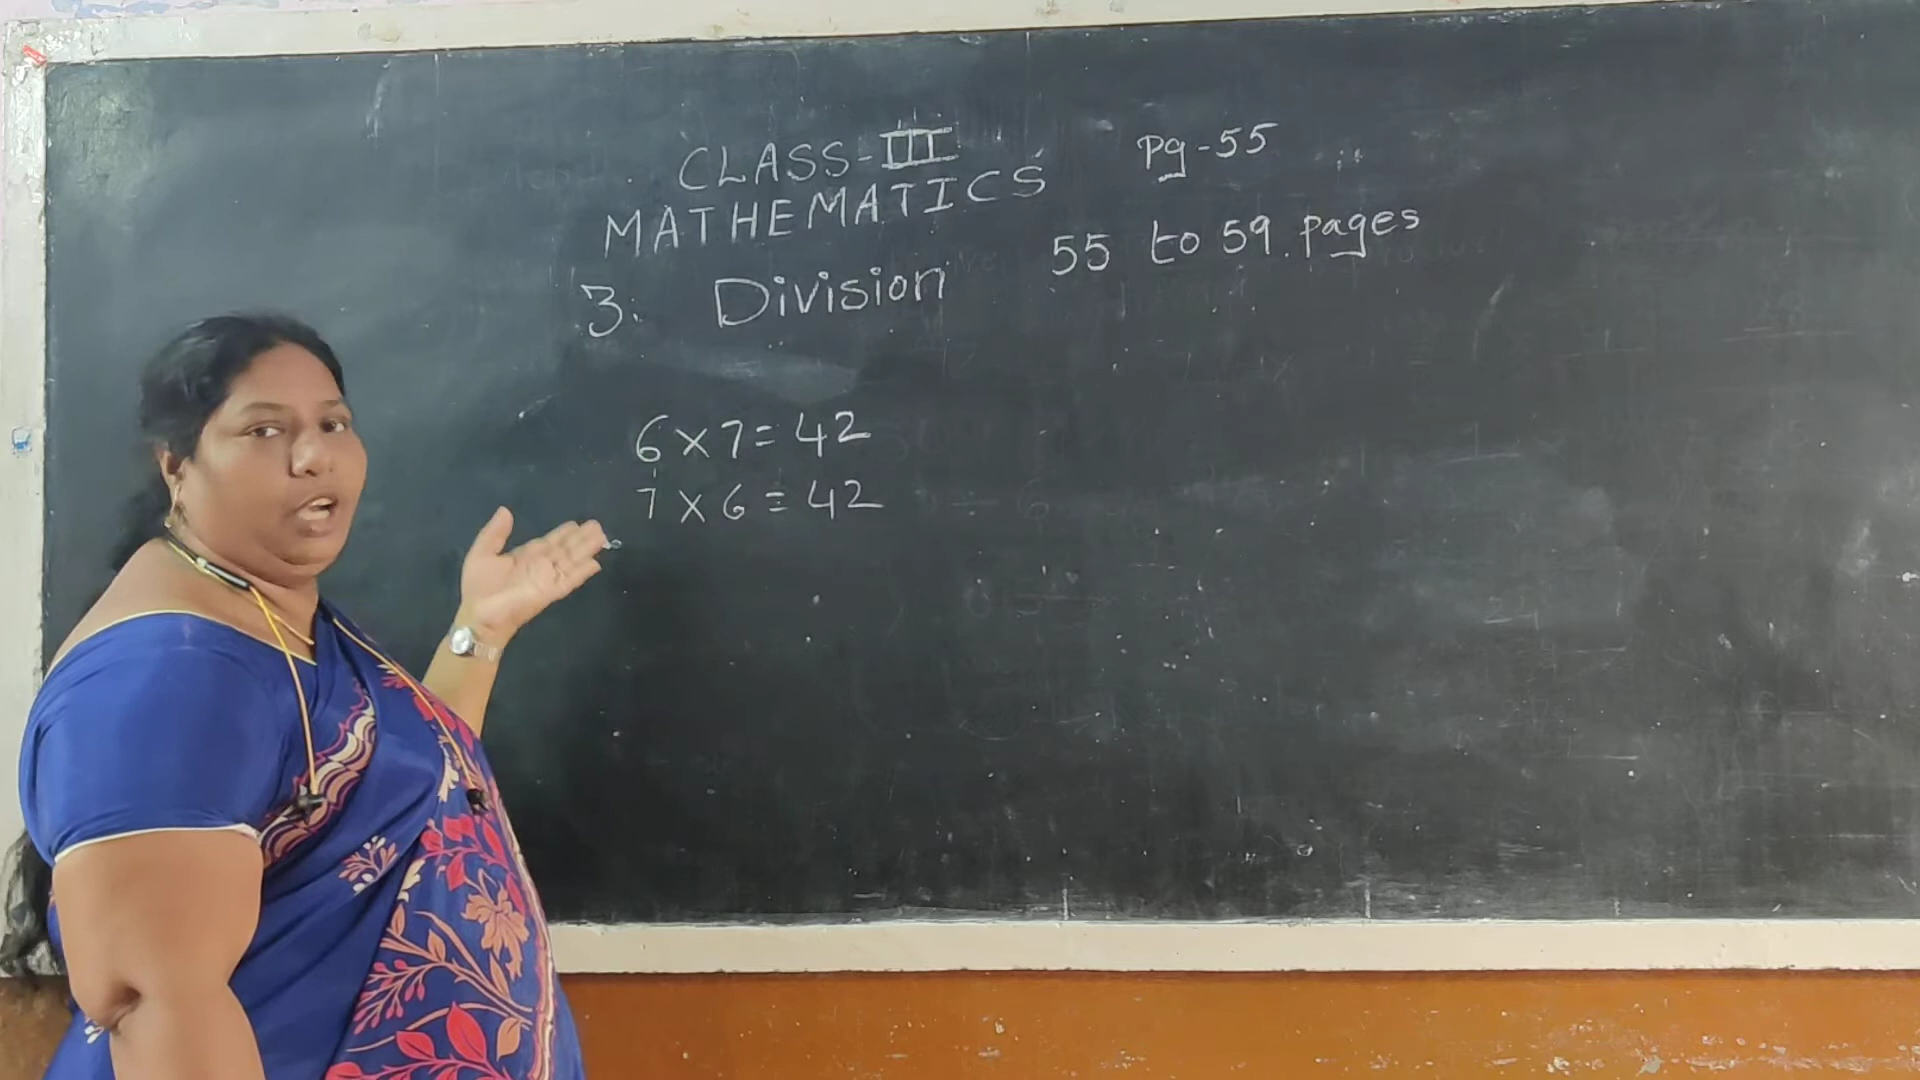 CLASS-III
MATHEMATICS
3. Division
pg-55
55 to 59 pages
6×7=42
7×6=42